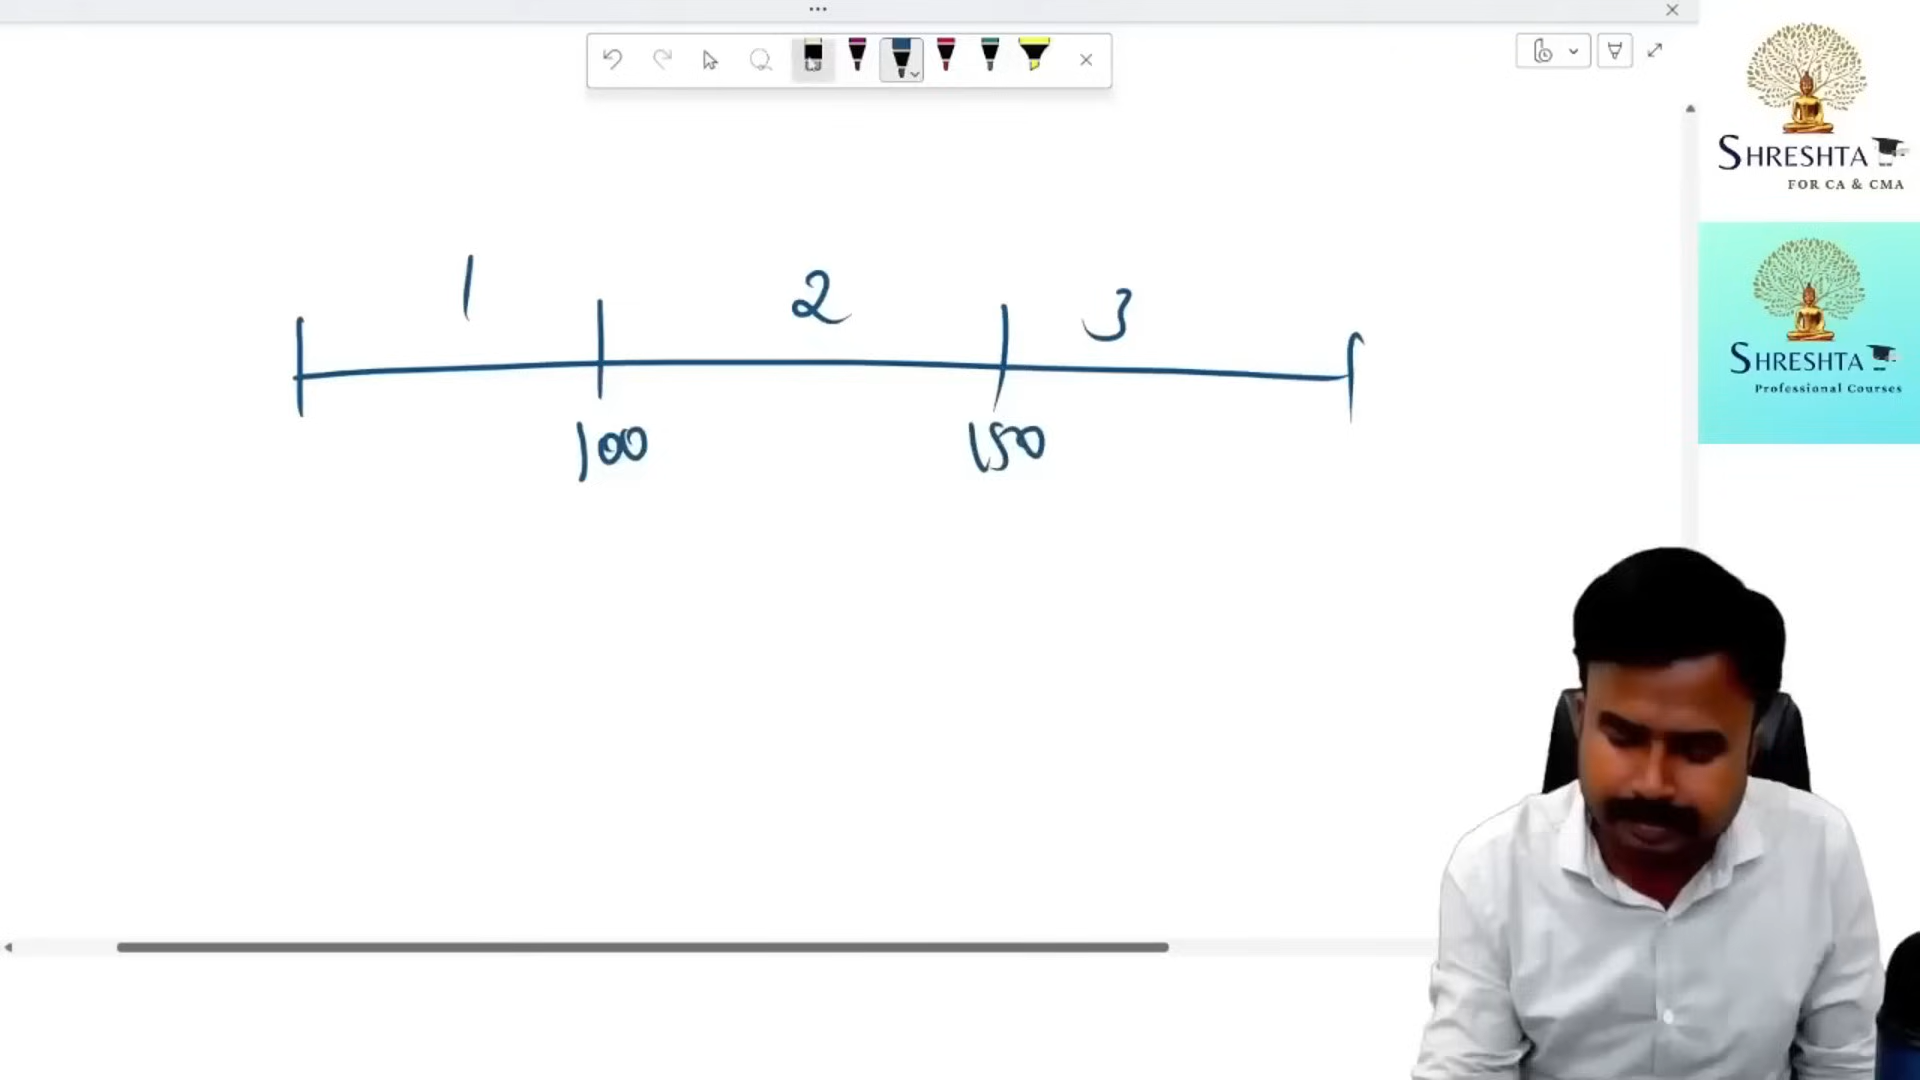 SHRESHTA
FOR CA & CMA
SHRESHTA
Professional Courses
1 2 3
100 150